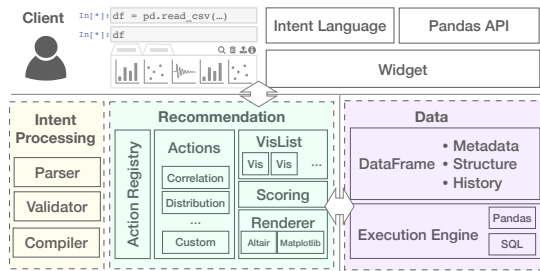 Client
In[*]: df = pd.read_csv(…)
In[*]: df
Intent Language
Pandas API
Widget
Intent
Processing
Parser
Validator
Compiler
Recommendation
Action Registry
Actions
Correlation
Distribution
...
Custom
VisList
Vis
Vis
...
Scoring
Renderer
Altair
Matplotlib
Data
DataFrame
• Metadata
• Structure
• History
Execution Engine
Pandas
SQL